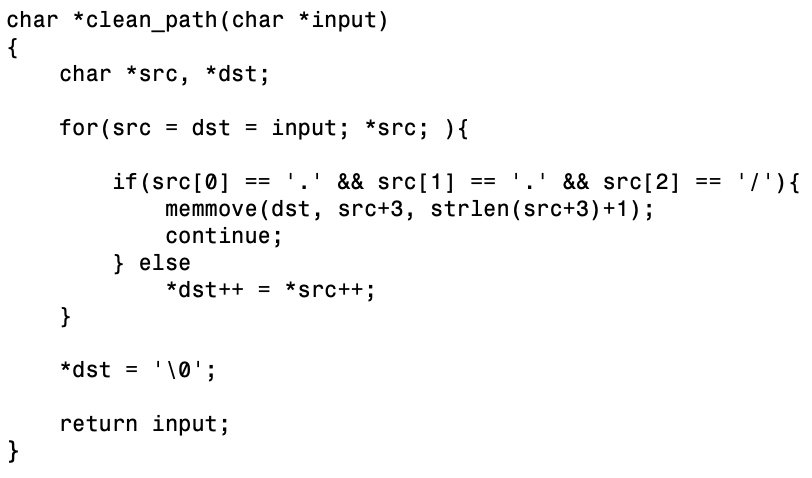 char *clean_path(char *input)
{
    char *src, *dst;

    for(src = dst = input; *src; ){

        if(src[0] == '.' && src[1] == '.' && src[2] == '/'){
            memmove(dst, src+3, strlen(src+3)+1);
            continue;
        } else
            *dst++ = *src++;
    }

    *dst = '\0';

    return input;
}